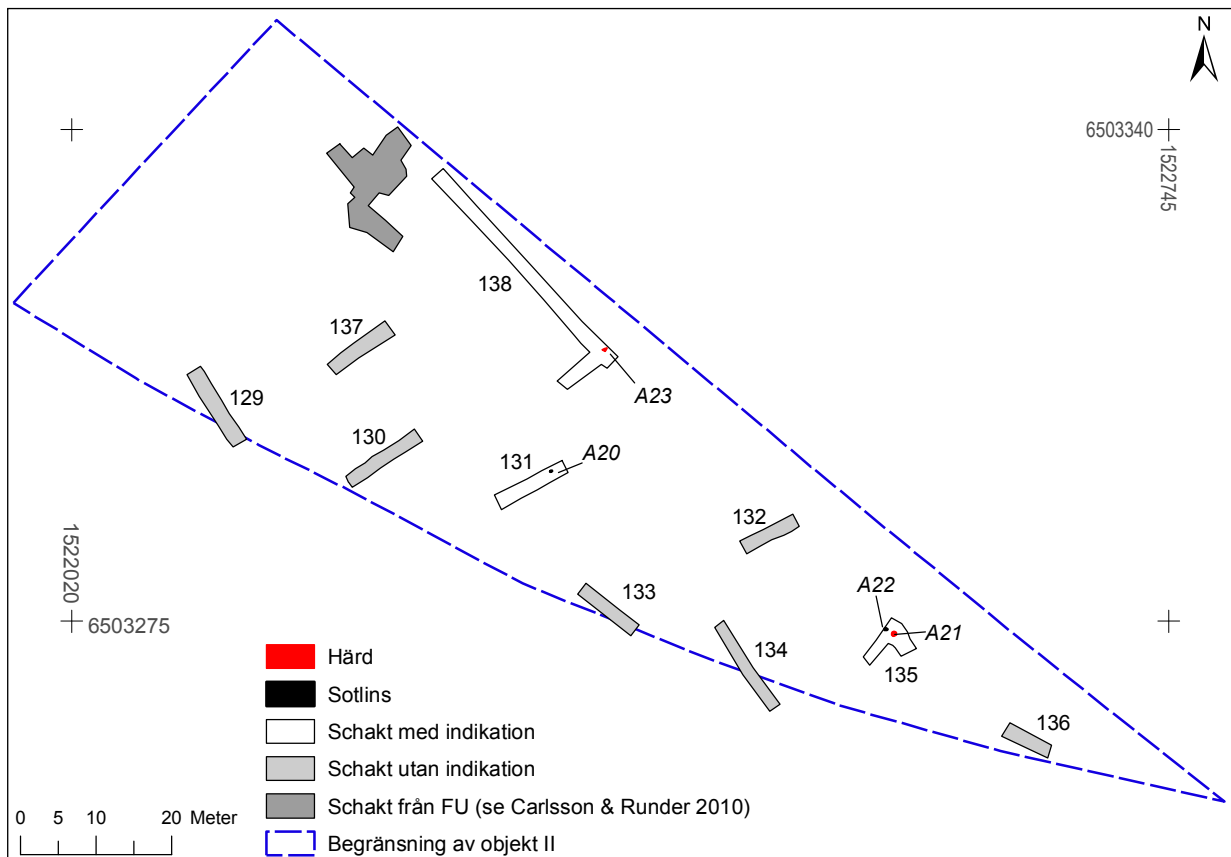 N
6503340
1522745
138
137
A23
129
130
131
A20
132
1522020
6503275
133
A22
A21
134
135
136
Härd
Sotlins
Schakt med indikation
Schakt utan indikation
Schakt från FU (se Carlsson & Runder 2010)
Begränsning av objekt II
0 5 10 20 Meter